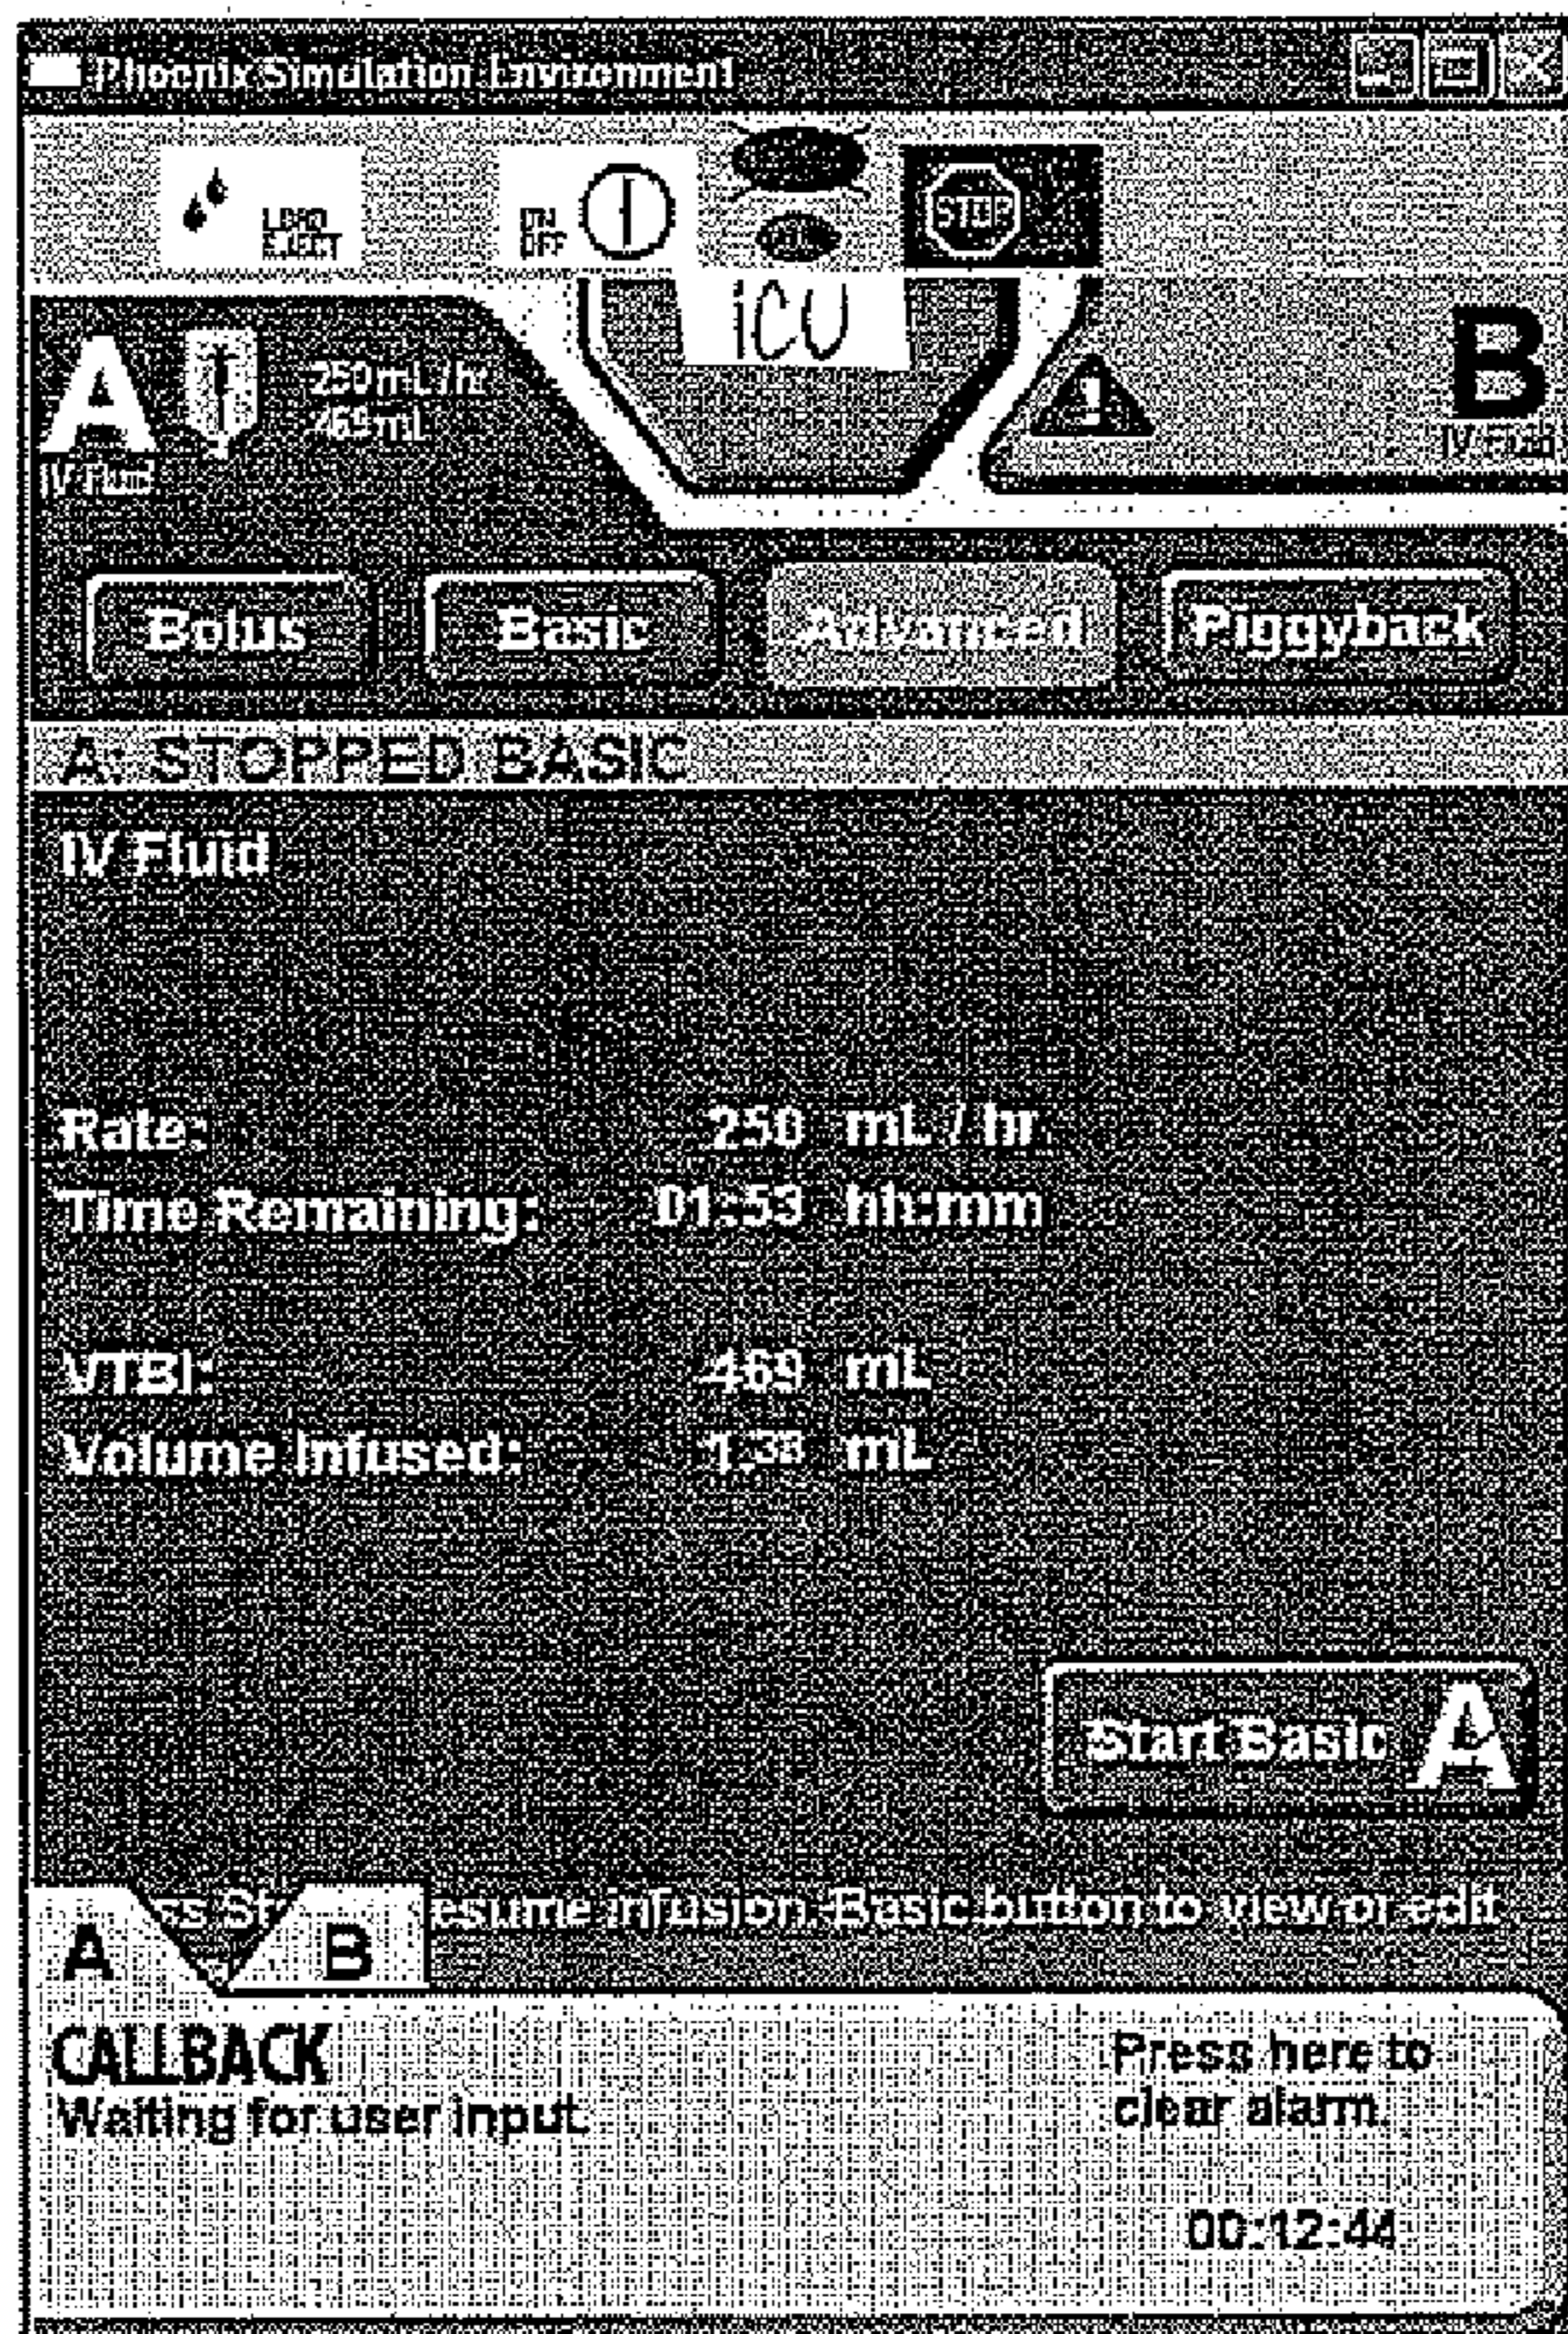 Phoenix Simulation Environment
LOAD
EJECT
ON
OFF
STOP
iCU
A
250 mL / hr
469 mL
IV Fluid
B
IV Fluid
Bolus Basic Advanced Piggyback
A: STOPPED BASIC
IV Fluid
Rate: 250 mL / hr
Time Remaining: 01:53 hh:mm
VTBI: 469 mL
Volume Infused: 1.38 mL
Start Basic A
esume infusion. Basic button to view or edit
A B
CALLBACK
Waiting for user input.
Press here to
clear alarm.
00:12:44